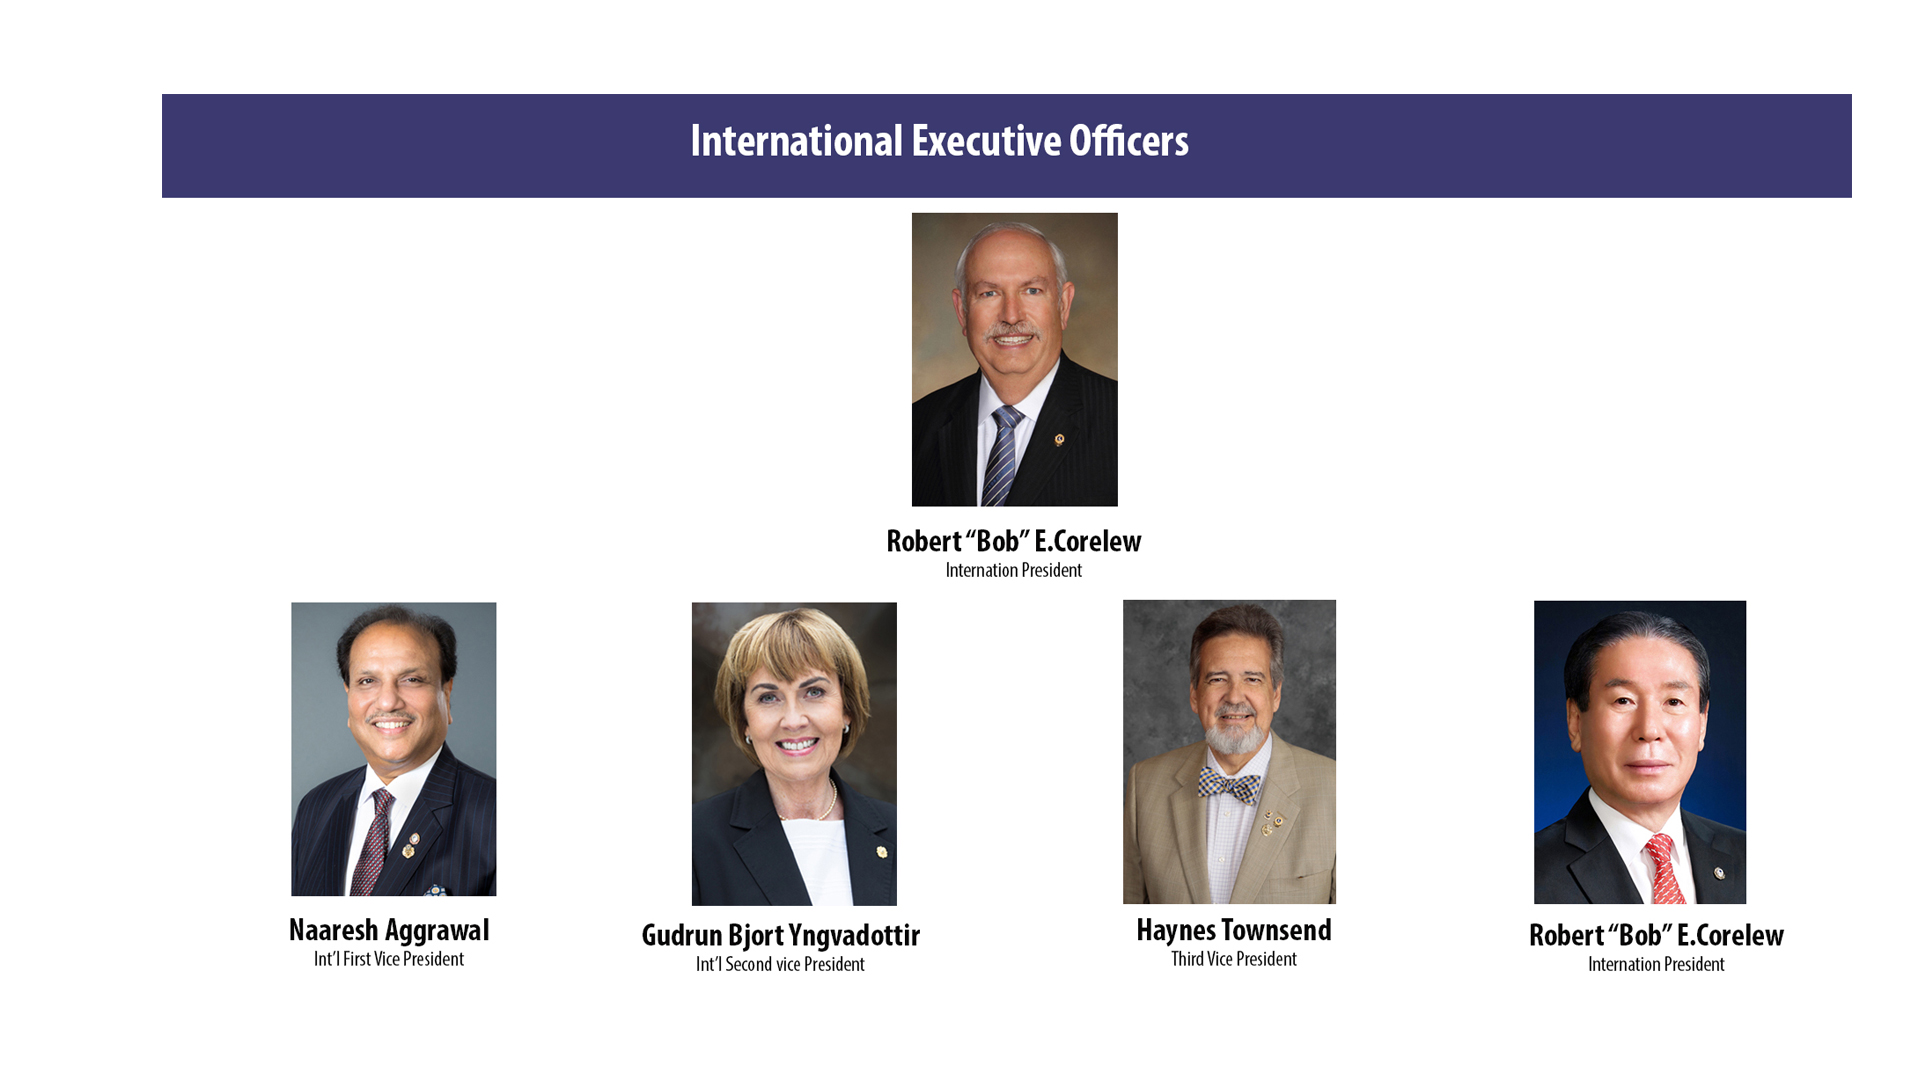 International Executive Officers
Robert “Bob” E.Corelew
Internation President
Naaresh Aggrawal
Int’l First Vice President
Gudrun Bjort Yngvadottir
Int’l Second vice President
Haynes Townsend
Third Vice President
Robert “Bob” E.Corelew
Internation President